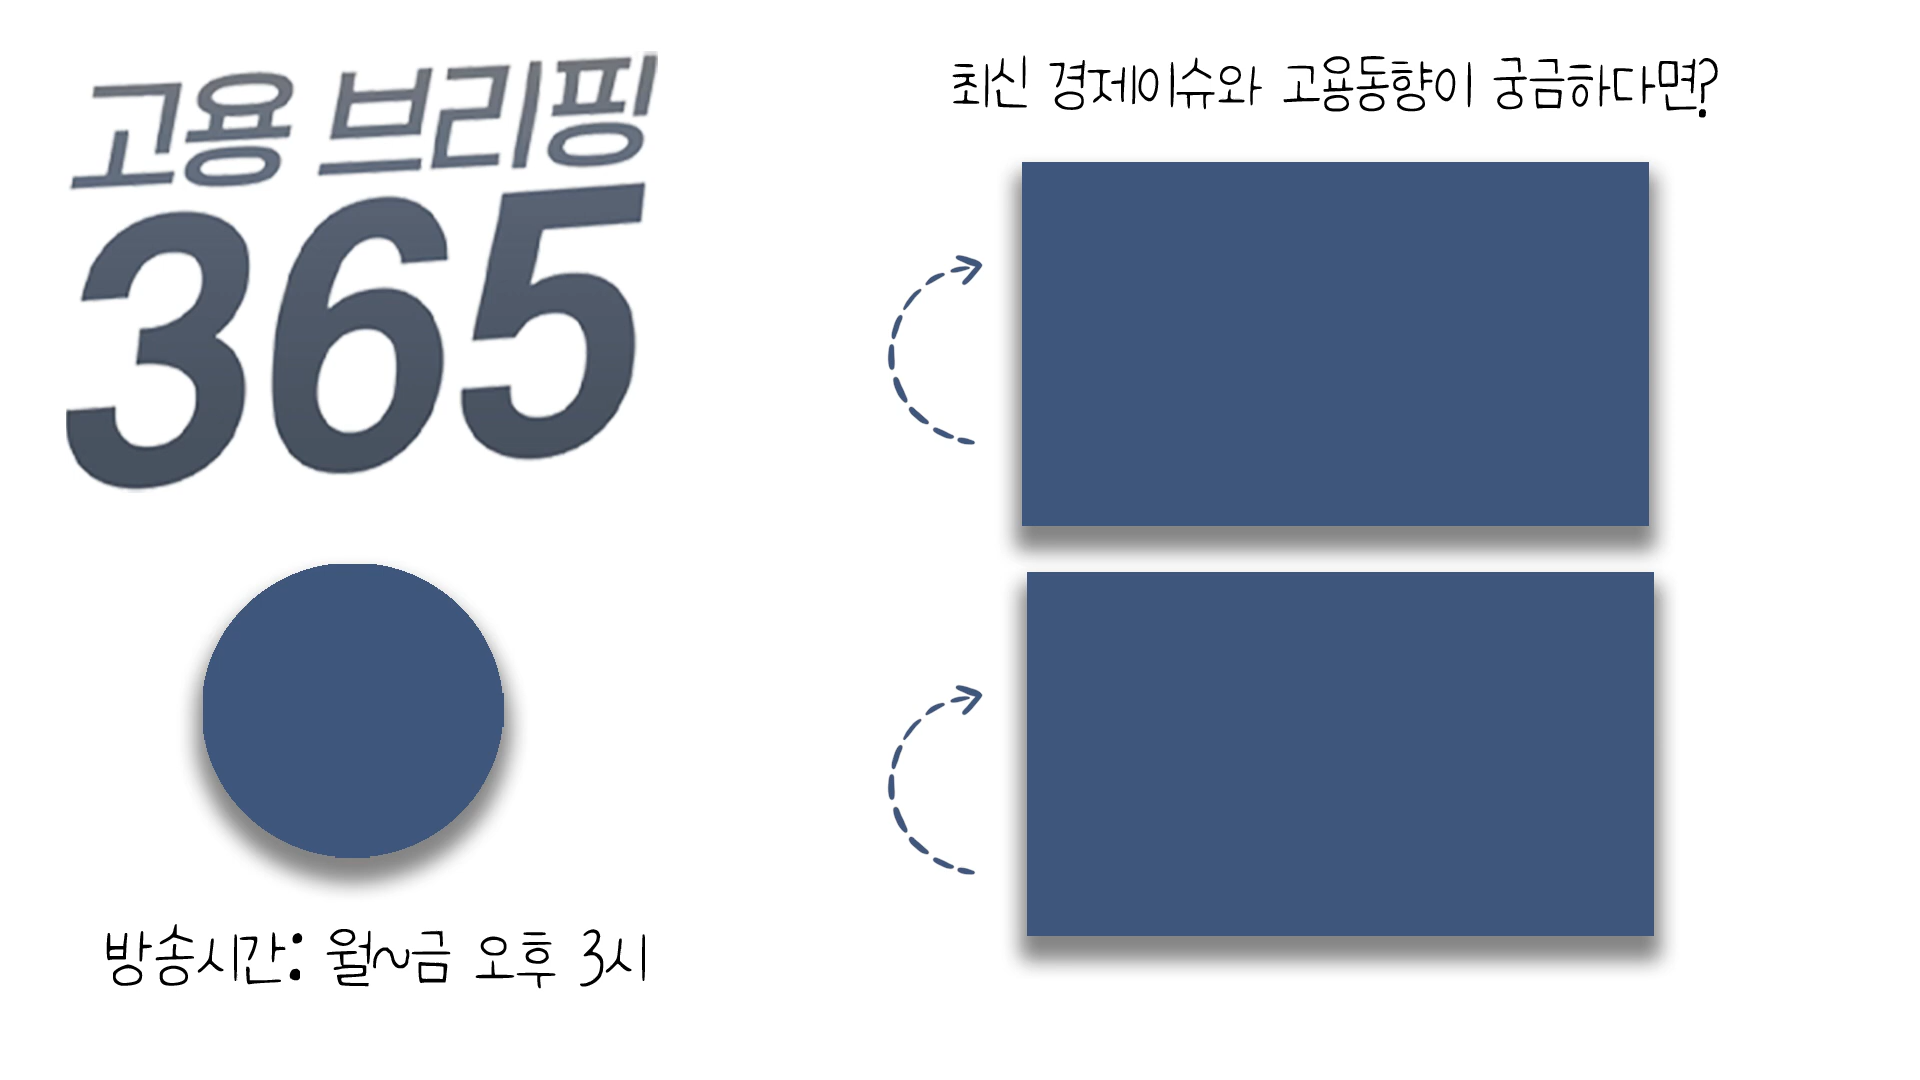 고용 브리핑
365
최신 경제이슈와 고용동향이 궁금하다면?
방송시간: 월~금 오후 3시